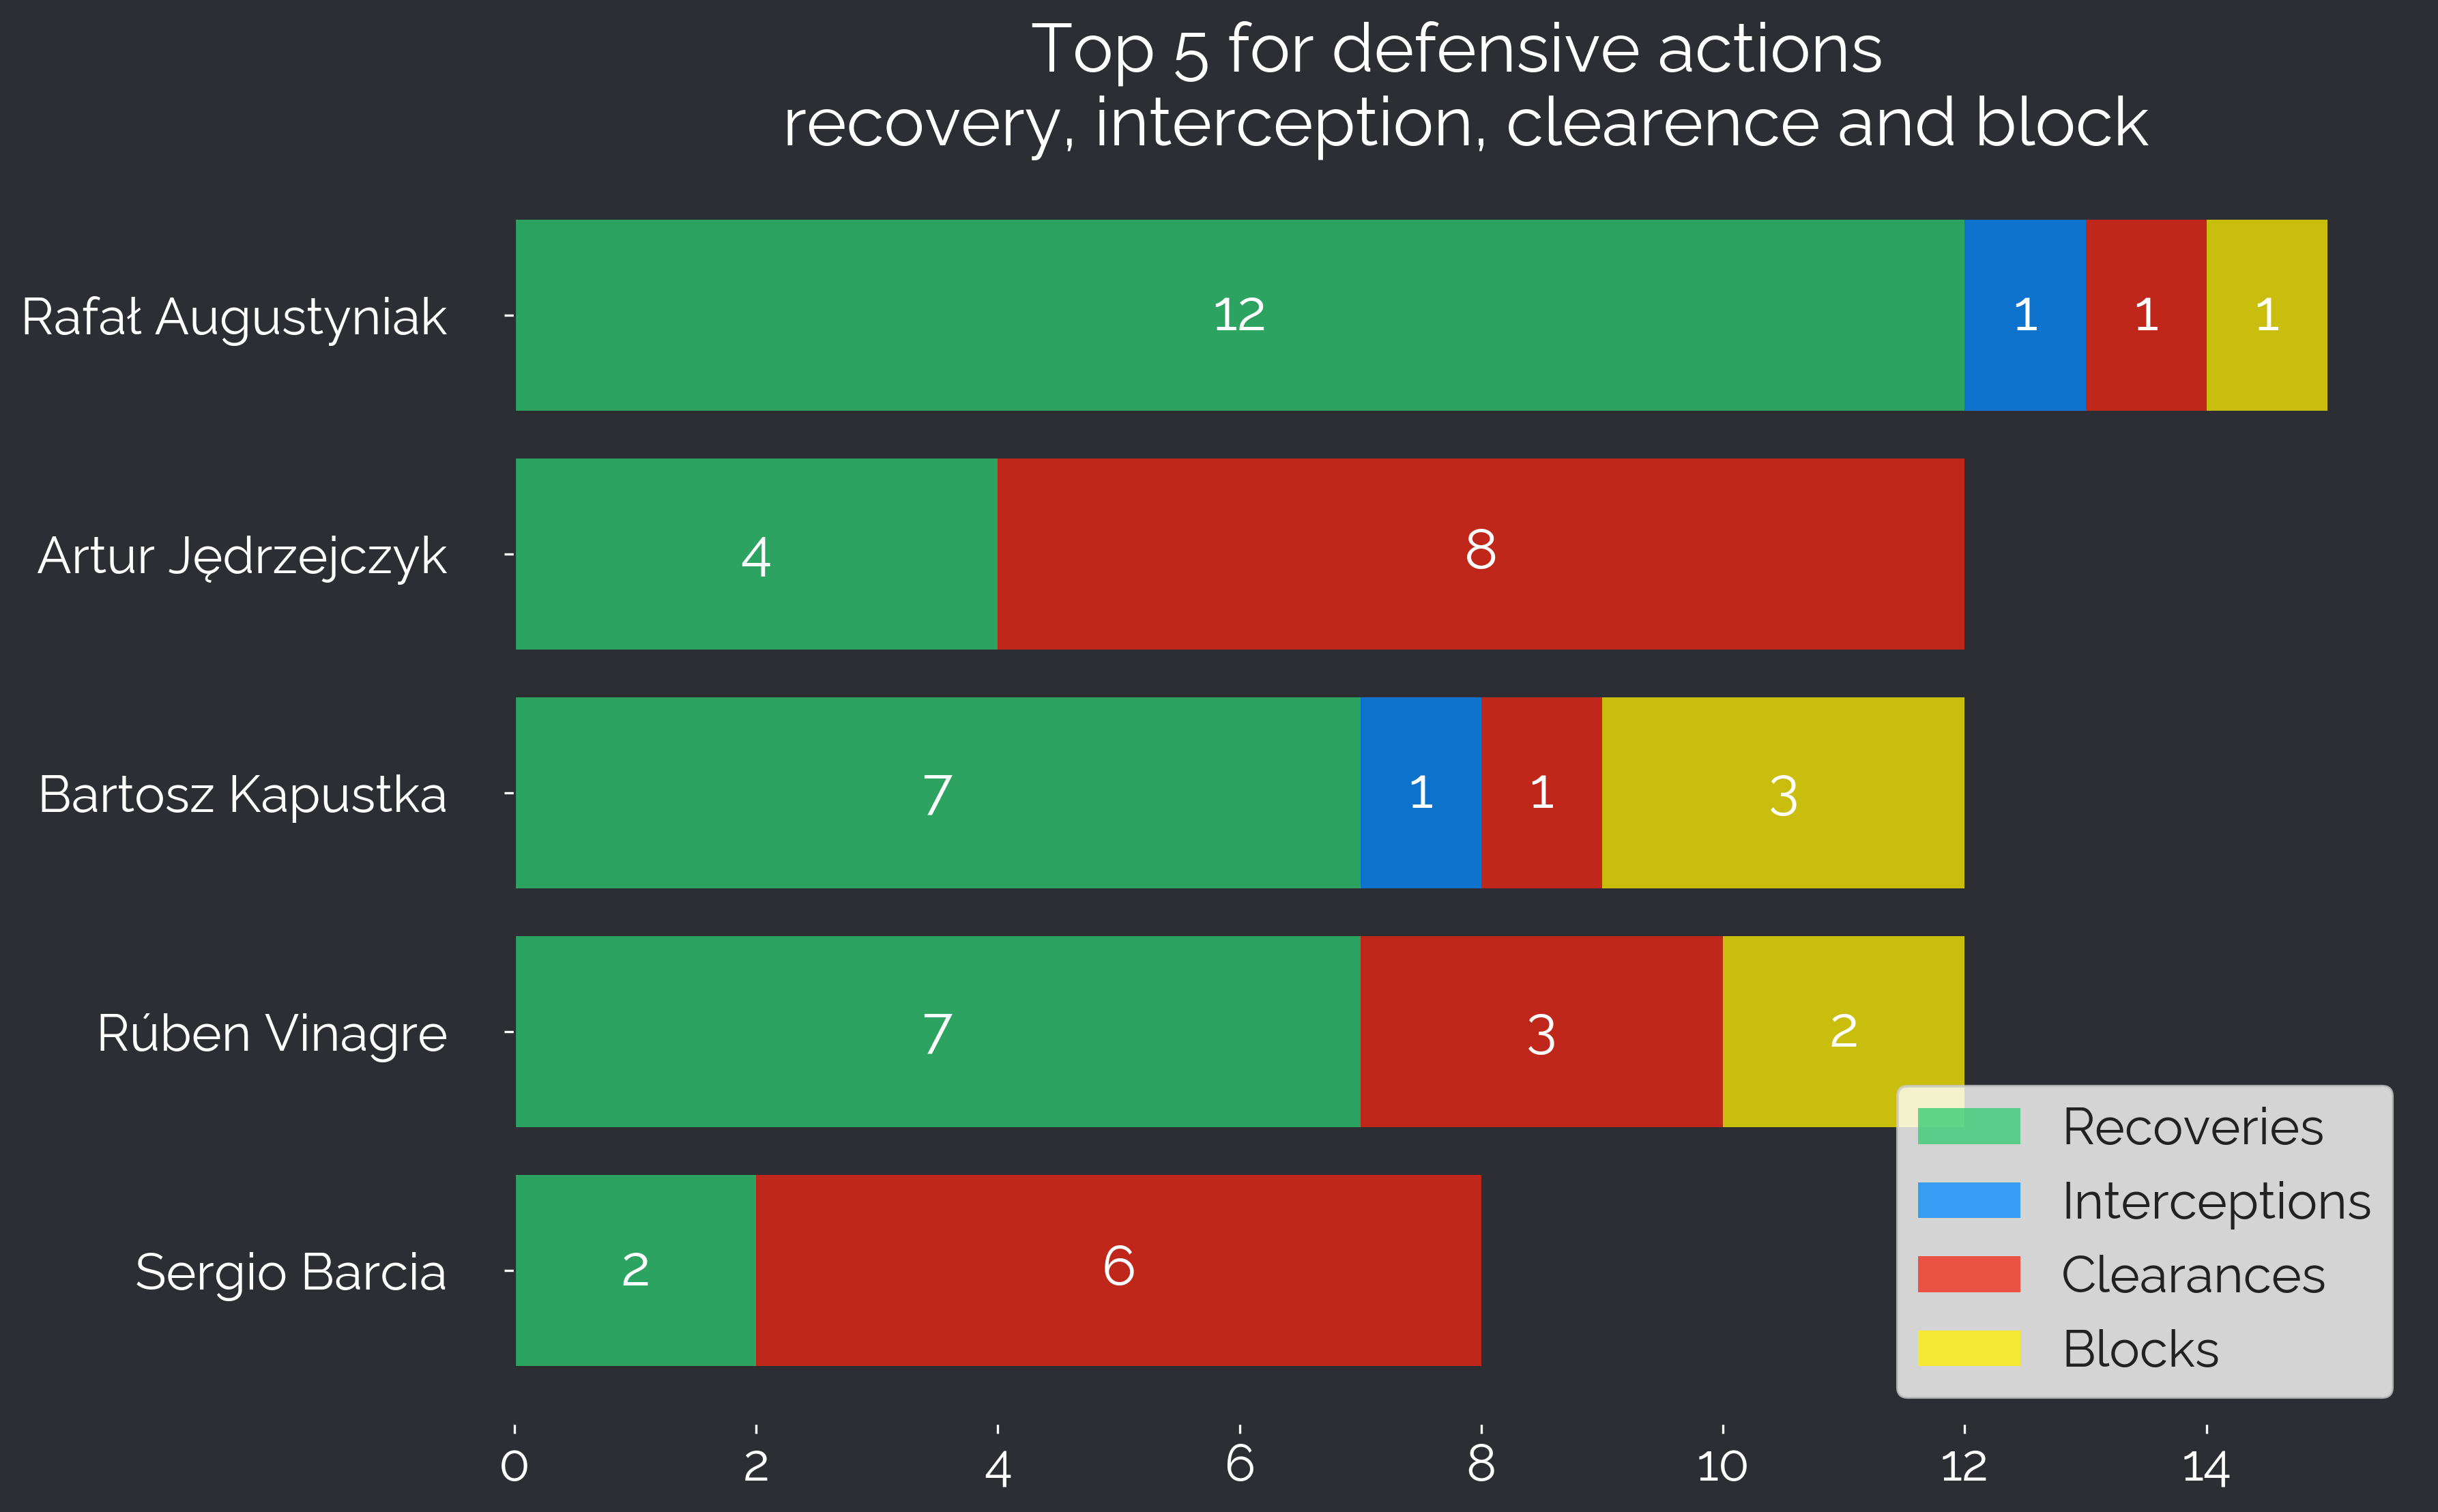 Top 5 for defensive actions
recovery, interception, clearence and block
Rafał Augustyniak
12 1 1 1
Artur Jędrzejczyk
4 8
Bartosz Kapustka
7 1 1 3
Rúben Vinagre
7 3 2
Sergio Barcia
2 6
Recoveries
Interceptions
Clearances
Blocks
0 2 4 6 8 10 12 14